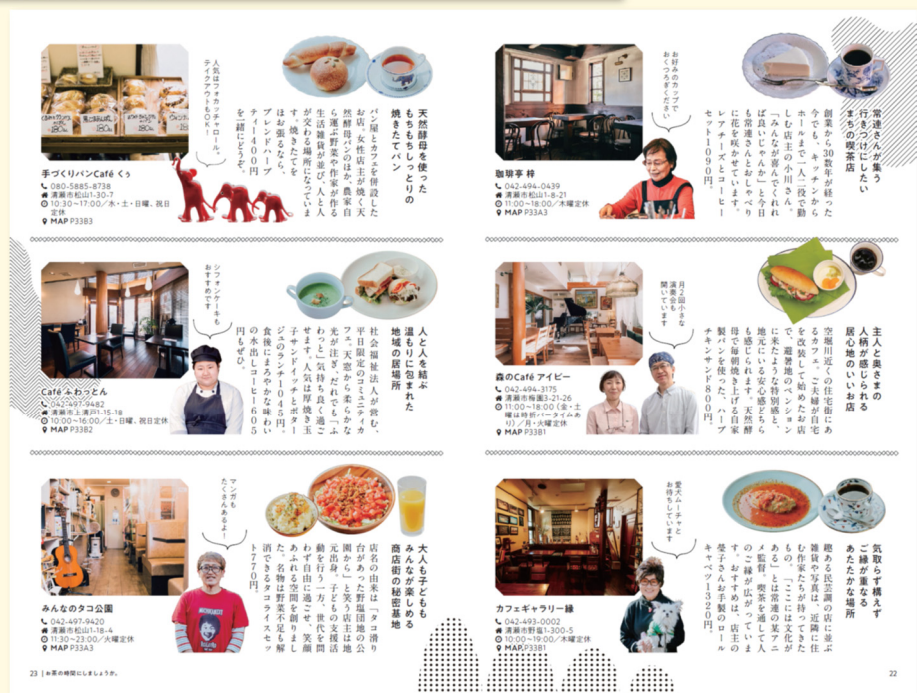 常連さんが集う
行きつけにしたい
まちの喫茶店
創業から30数年が経った
今でも、キッチンから
ホールまで一人二役で勤
しむ店主の小川さん。
「みんなが喜んでくれれ
ば良いじゃんか」と今日
も常連さんとおしゃべり
に花を咲かせています。
レアチーズとコーヒー
セット1090円。
お好みのカップで
おくつろぎください
珈琲亭 梓
042-494-0439
清瀬市松山1-8-21
11:00〜18:00/木曜定休
MAP P33A3
主人と奥さまの
人柄が感じられる
居心地のいいお店
空堀川近くの住宅街にあ
るカフェ。ご夫婦が自宅
を改装して始めたお店
で、避暑地のペンション
に来たような特別感と、
地元にいる安心感どちら
も感じられます。天然酵
母で毎朝焼き上げる自家
製パンを使った、ハーブ
チキンサンド800円。
月2回小さな
演奏会も
開いています
森のCafé アイビー
042-494-3175
清瀬市梅園3-21-26
11:00〜18:00(金・土
り)/月・火曜定休
MAP P33B1
気取らず構えず
ご縁が重なる
あたたかな場所
趣ある民芸調の店に並ぶ
雑貨や写真は、近隣に住
む作家たちが持ってきた
もの。「ここには文化が
ある」とは常連の某アニ
メ監督。喫茶を通して人
のご縁が広がっていま
す。おすすめは、店主の
榮子さんお手製のロール
キャベツ1320円。
愛犬ムーチャと
お待ちしています
カフェギャラリー縁
042-493-0002
清瀬市野塩1-300-5
10:00〜19:00/木曜定休
MAP P33B1
22
天然酵母を使った
もちもちしっとりの
焼きたてパン
パン屋とカフェを併設した
お店。女性店主が焼く天
然酵母パンのほか、農家自
ら運ぶ野菜や作家が作る
生活雑貨が並び、人と人
が交わる場所になっていま
す。焼きたてを
ほお張るなら、
ブレンドハーブ
ティー400円
を一緒にどうぞ。
人気はフォカッチャロール。
テイクアウトもOK!
手づくりパンCafé くぅ
080-5885-8738
清瀬市松山1-30-7
10:30〜17:00/水・土・日曜、祝日
定休
MAP P33B3
人と人を結ぶ
温もりに包まれた
地域の居場所
社会福祉法人が営む、
平日限定のコミュニティカ
フェ。天窓から柔らかな
光が注ぎ、だれでも「ふ
わっと」気持ち良く過ご
せます。人気は厚焼き玉
子サンドイッチとポター
ジュのランチ1045円。
食後にまろやかな味わい
の水出しコーヒー605
円もぜひ。
シフォンケーキも
おすすめです
Café ふわっとん
042-497-9482
清瀬市上清戸1-15-18
10:00〜16:00/土・日曜、祝日定休
MAP P33B2
大人も子どもも
みんなが楽しめる
商店街の秘密基地
店名の由来は「タコ滑り
台があった野塩団地の公
園から」と笑う店主は地
元出身。子どもの支援活
動を行う一方、世代を問
わず自由に過ごせ、笑顔
あふれる空間を創りまし
た。名物は野菜不足も解
消できるタコライスセッ
ト770円。
マンガも
たくさんあるよ!
みんなのタコ公園
042-497-9420
清瀬市松山1-18-4
11:30〜23:00/火曜定休
MAP P33A3
23 | お茶の時間にしましょうか。